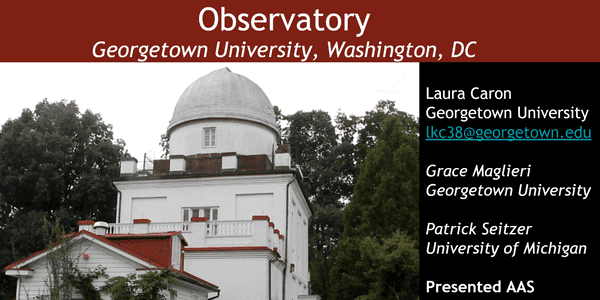 Observatory
Georgetown University, Washington, DC
Laura Caron
Georgetown University
lkc38@georgetown.edu
Grace Maglieri
Georgetown University
Patrick Seitzer
University of Michigan
Presented AAS